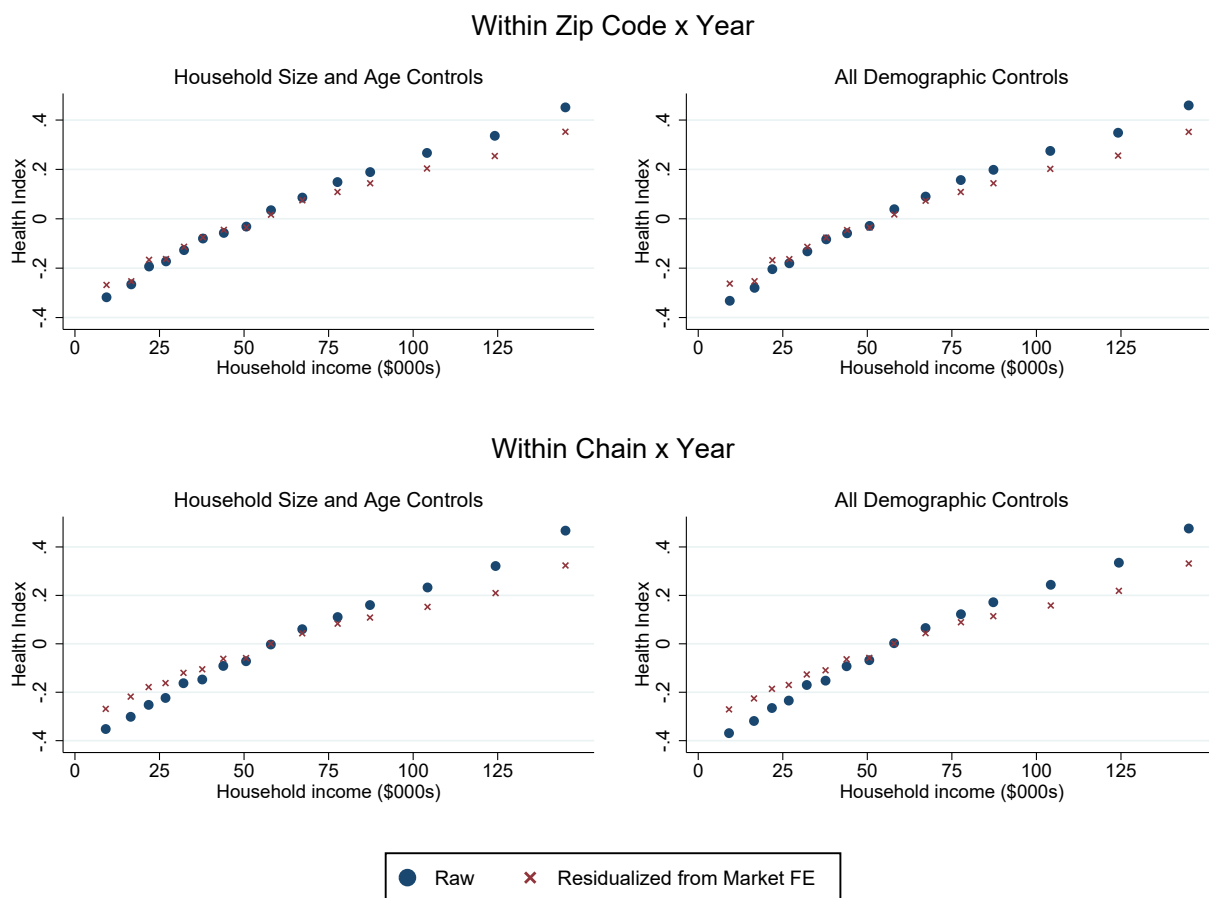 Within Zip Code x Year
Household Size and Age Controls
Health Index
.4
.2
0
-.2
-.4
0 25 50 75 100 125
Household income ($000s)
All Demographic Controls
Health Index
.4
.2
0
-.2
-.4
0 25 50 75 100 125
Household income ($000s)
Within Chain x Year
Household Size and Age Controls
Health Index
.4
.2
0
-.2
-.4
0 25 50 75 100 125
Household income ($000s)
All Demographic Controls
Health Index
.4
.2
0
-.2
-.4
0 25 50 75 100 125
Household income ($000s)
Raw Residualized from Market FE